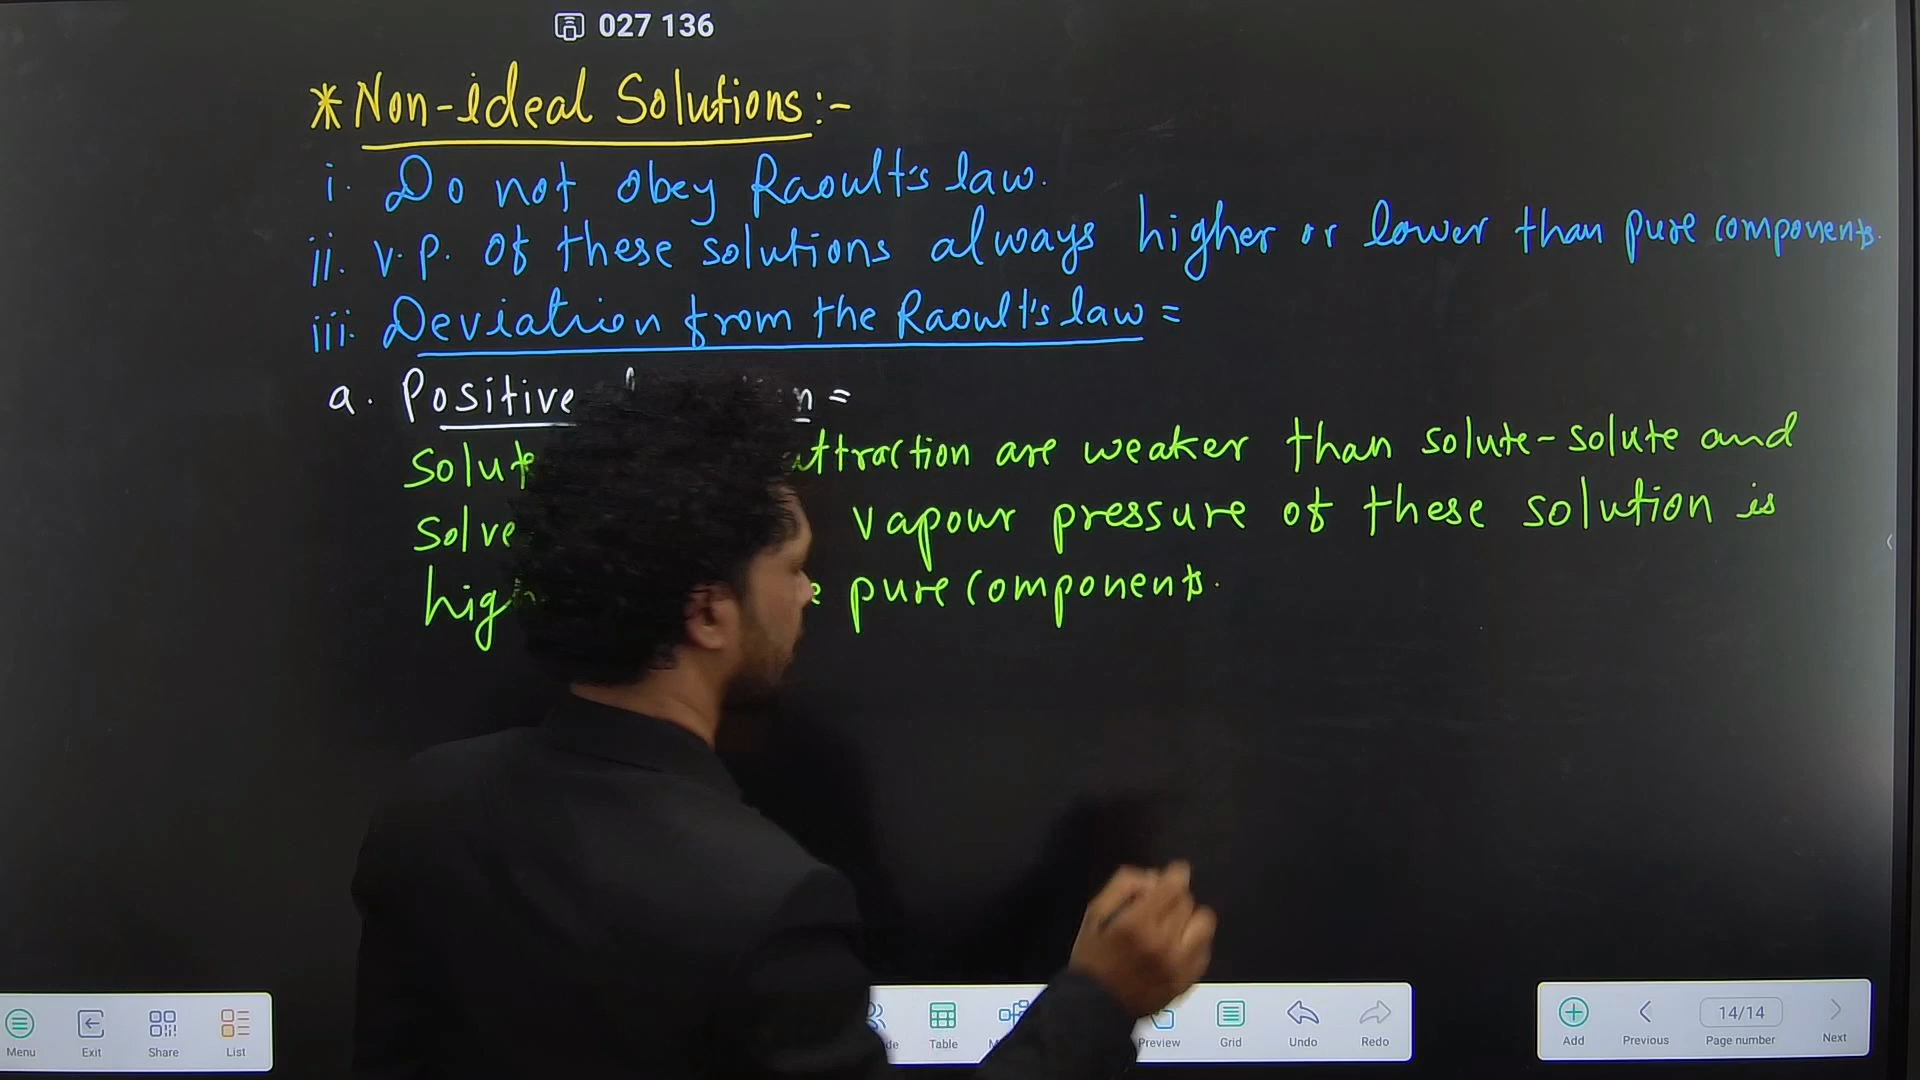 027 136
*Non-ideal Solutions:-
i. Do not obey Raoult's law.
ii. v.p. of these solutions always higher or lower than pure components.
iii. Deviation from the Raoult's law =
a. Positive =
attraction are weaker than solute-solute and
vapour pressure of these solution is
pure components.
Menu Exit Share List Table Preview Grid Undo Redo Add Previous 14/14 Page number Next